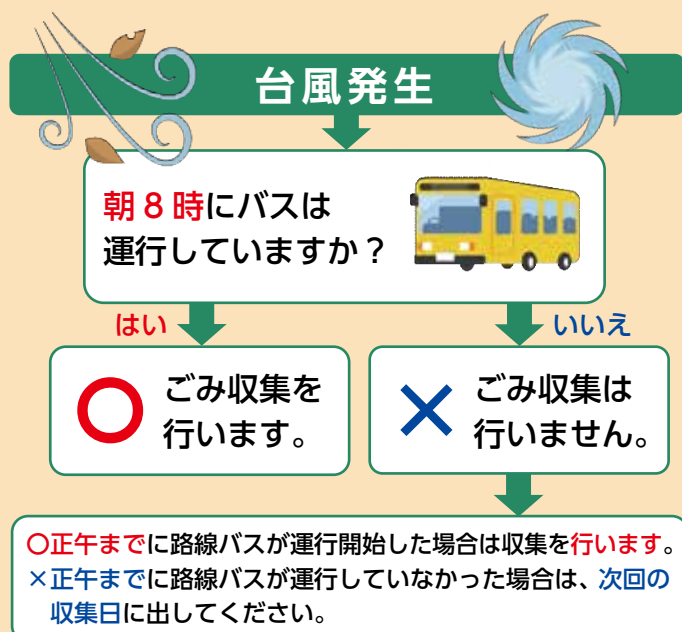 台風発生
朝8時にバスは
運行していますか?
はい
いいえ
ごみ収集を
行います。
ごみ収集は
行いません。
○正午までに路線バスが運行開始した場合は収集を行います。
×正午までに路線バスが運行していなかった場合は、次回の
収集日に出してください。